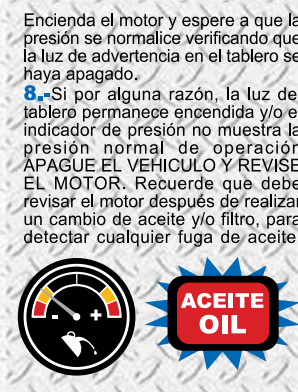 Encienda el motor y espere a que la
presión se normalice verificando que
la luz de advertencia en el tablero se
haya apagado.
8.-Si por alguna razón, la luz del
tablero permanece encendida y/o el
indicador de presión no muestra la
presión normal de operación
APAGUE EL VEHICULO Y REVISE
EL MOTOR. Recuerde que debe
revisar el motor después de realizar
un cambio de aceite y/o filtro, para
detectar cualquier fuga de aceite.
- +
ACEITE
OIL